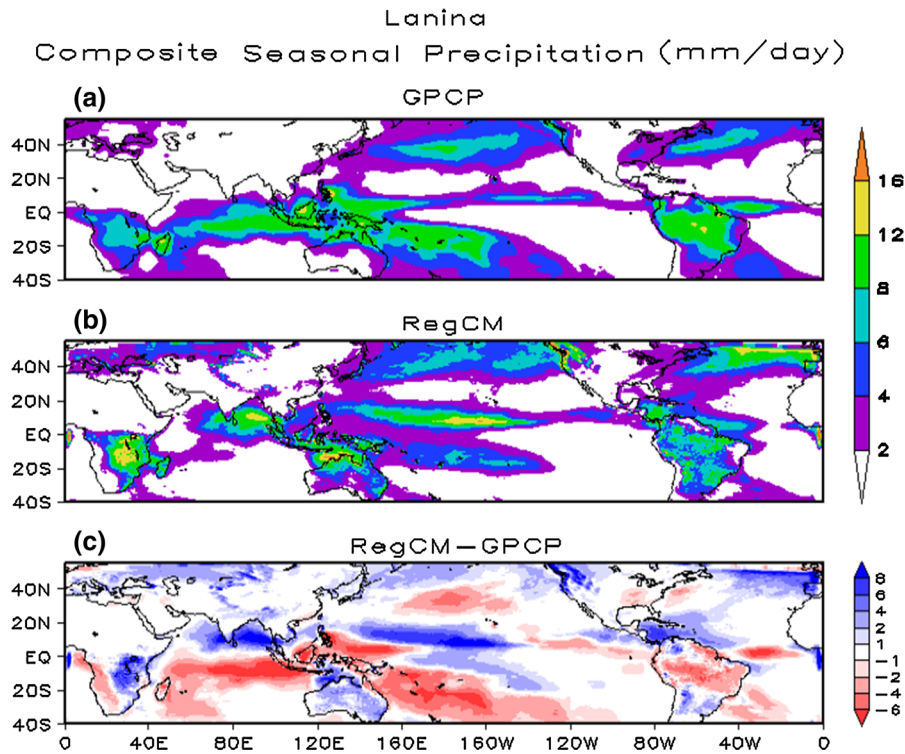 Lanina
Composite Seasonal Precipitation (mm/day)
(a)
GPCP
40N
20N
EQ
20S
40S
(b)
RegCM
40N
20N
EQ
20S
40S
16
12
8
6
4
2
(c)
RegCM-GPCP
40N
20N
EQ
20S
40S
0 40E 80E 120E 160E 160W 120W 80W 40W 0
8
6
4
2
1
-1
-2
-4
-6